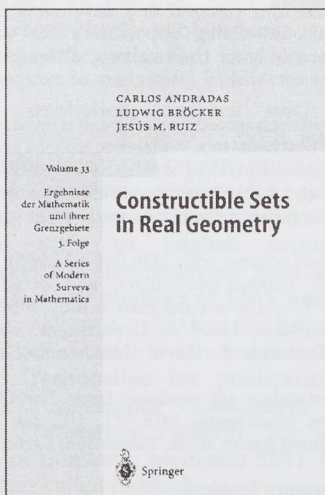 CARLOS ANDRADAS
LUDWIG BRÖCKER
JESÚS M. RUIZ
Volume 33
Ergebnisse
der Mathematik
und ihrer
Grenzgebiete
3. Folge
A Series
of Modern
Surveys
in Mathematics
Constructible Sets
in Real Geometry
Springer